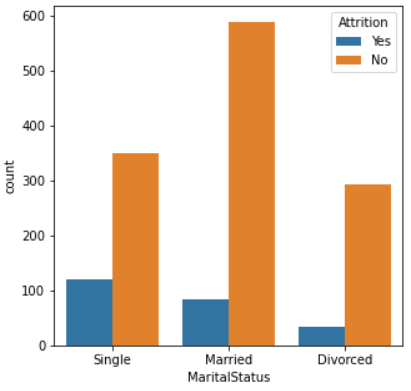 600
500
400
300
200
100
0
count
Attrition
Yes
No
Single Married Divorced
MaritalStatus